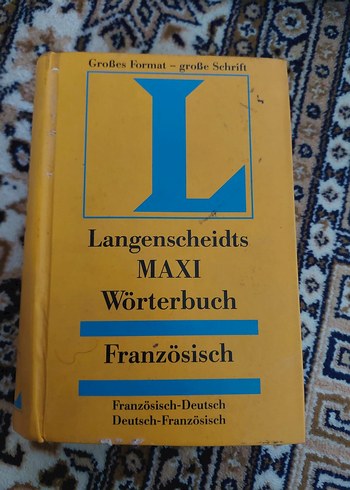 Großes Format – große Schrift
L
Langenscheidts
MAXI
Wörterbuch
Französisch
Französisch-Deutsch
Deutsch-Französisch